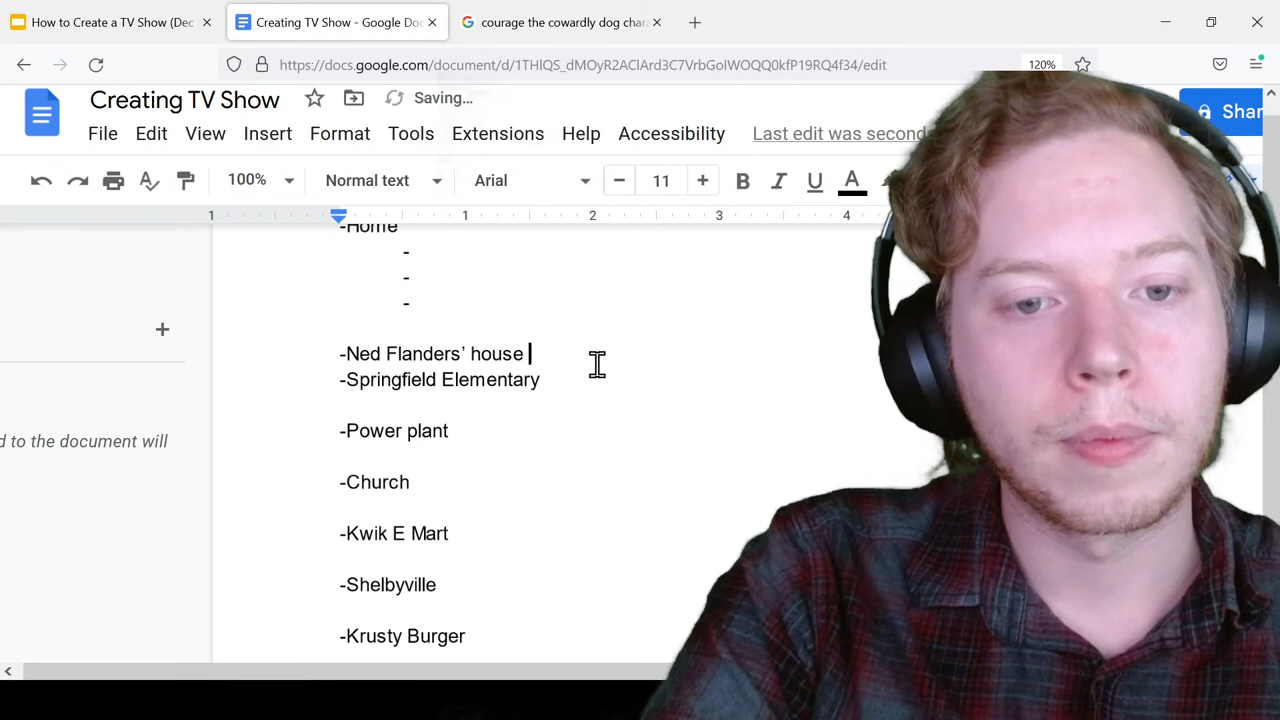 How to Create a TV Show (Dec
Creating TV Show - Google Doc
courage the cowardly dog chara
https://docs.google.com/document/d/1THlQS_dMOyR2AClArd3C7VrbGoIWOQQ0kfP19RQ4f34/edit
120%
Creating TV Show
Saving...
Shar
File Edit View Insert Format Tools Extensions Help Accessibility Last edit was second
100% Normal text Arial 11 B I U A
1 1 2 3 4
-Home
-
-
-
-Ned Flanders’ house
-Springfield Elementary
d to the document will
-Power plant
-Church
-Kwik E Mart
-Shelbyville
-Krusty Burger